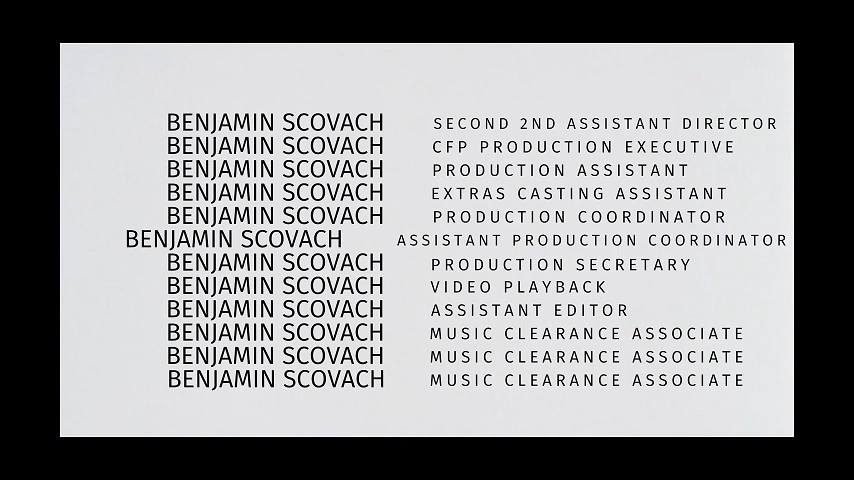 BENJAMIN SCOVACH SECOND 2ND ASSISTANT DIRECTOR
BENJAMIN SCOVACH CFP PRODUCTION EXECUTIVE
BENJAMIN SCOVACH PRODUCTION ASSISTANT
BENJAMIN SCOVACH EXTRAS CASTING ASSISTANT
BENJAMIN SCOVACH PRODUCTION COORDINATOR
BENJAMIN SCOVACH ASSISTANT PRODUCTION COORDINATOR
BENJAMIN SCOVACH PRODUCTION SECRETARY
BENJAMIN SCOVACH VIDEO PLAYBACK
BENJAMIN SCOVACH ASSISTANT EDITOR
BENJAMIN SCOVACH MUSIC CLEARANCE ASSOCIATE
BENJAMIN SCOVACH MUSIC CLEARANCE ASSOCIATE
BENJAMIN SCOVACH MUSIC CLEARANCE ASSOCIATE